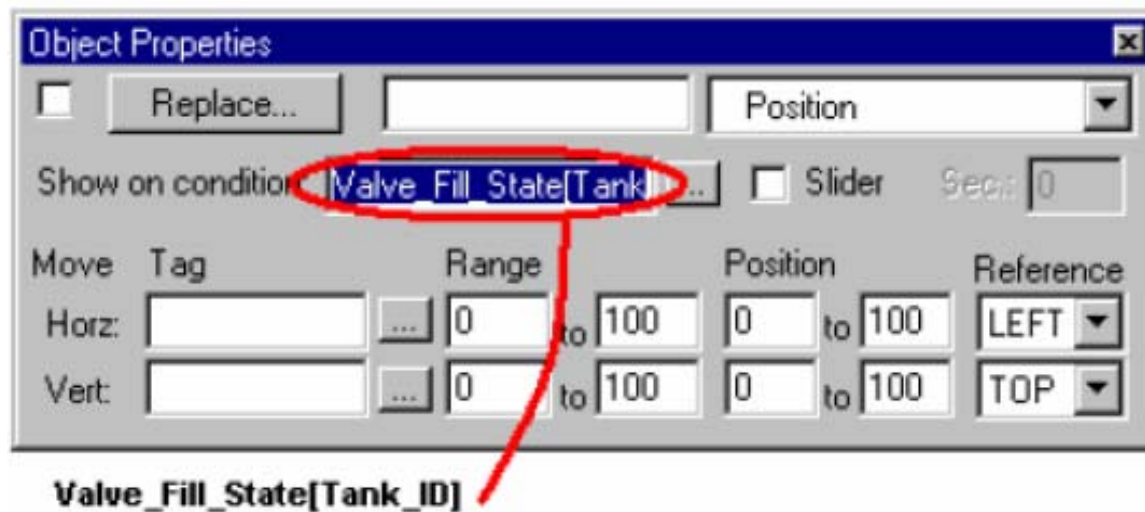 Object Properties
Replace... Position
Show on condition Valve_Fill_State[Tank ... Slider Sec.: 0
Move Tag Range Position Reference
Horz: ... 0 to 100 0 to 100 LEFT
Vert: ... 0 to 100 0 to 100 TOP
Valve_Fill_State[Tank_ID]